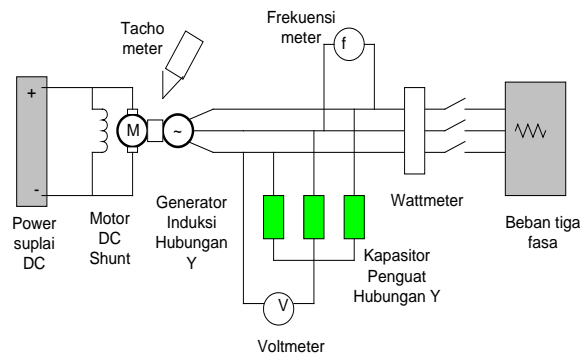 Tacho
meter
Frekuensi
meter
f
+
-
M
~
Power
suplai
DC
Motor
DC
Shunt
Generator
Induksi
Hubungan
Y
Wattmeter
Kapasitor
Penguat
Hubungan Y
Beban tiga
fasa
V
Voltmeter